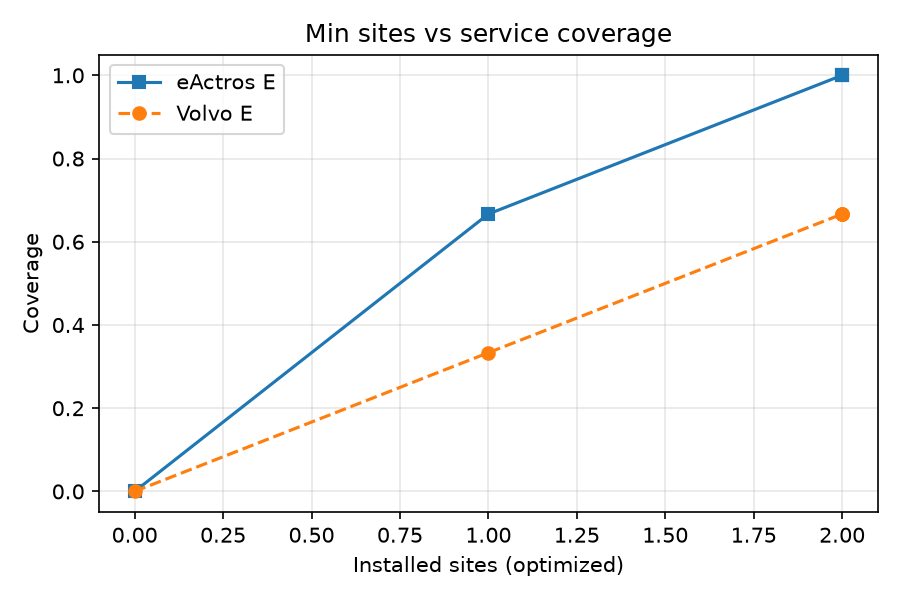 Min sites vs service coverage
eActros E
Volvo E
Coverage
1.0
0.8
0.6
0.4
0.2
0.0
0.00 0.25 0.50 0.75 1.00 1.25 1.50 1.75 2.00
Installed sites (optimized)